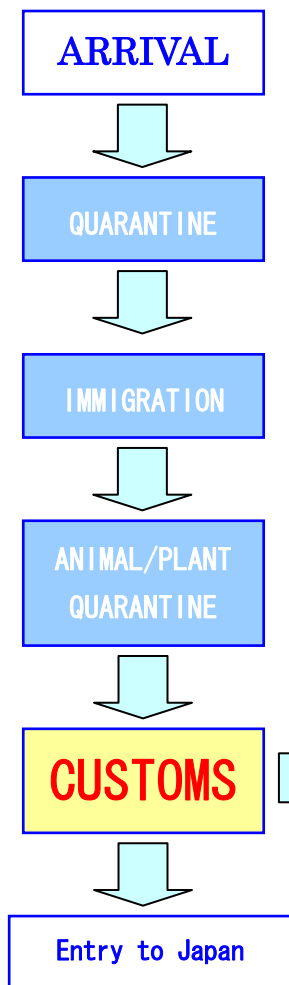 ARRIVAL
QUARANTINE
IMMIGRATION
ANIMAL/PLANT
QUARANTINE
CUSTOMS
Entry to Japan